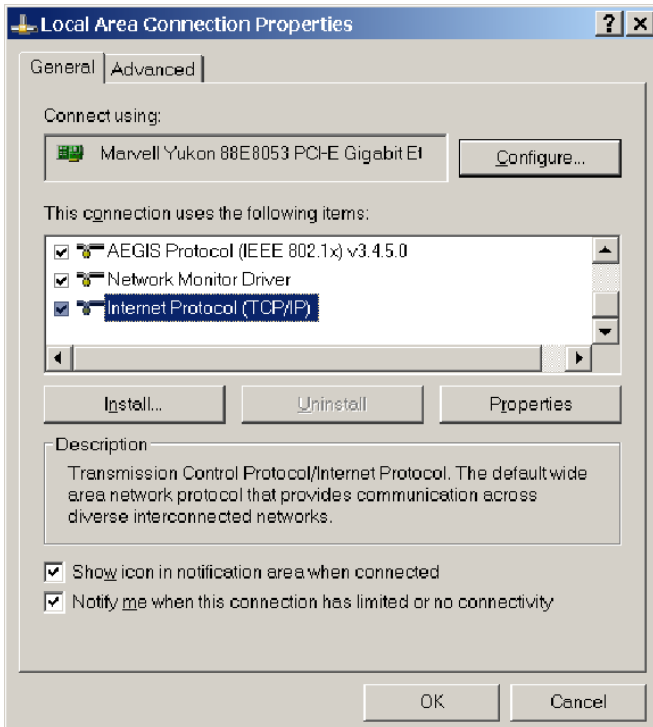 Local Area Connection Properties
General
Advanced
Connect using:
Marvell Yukon 88E8053 PCI-E Gigabit Et
Configure...
This connection uses the following items:
AEGIS Protocol (IEEE 802.1x) v3.4.5.0
Network Monitor Driver
Internet Protocol (TCP/IP)
Install...
Uninstall
Properties
Description
Transmission Control Protocol/Internet Protocol. The default wide
area network protocol that provides communication across
diverse interconnected networks.
Show icon in notification area when connected
Notify me when this connection has limited or no connectivity
OK
Cancel